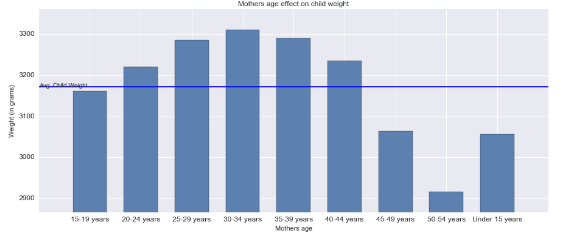 Mothers age effect on child weight
3300
3200
Avg. Child Weight
3100
3000
2900
Weight (in grams)
15-19 years 20-24 years 25-29 years 30-34 years 35-39 years 40-44 years 45-49 years 50-54 years Under 15 years
Mothers age